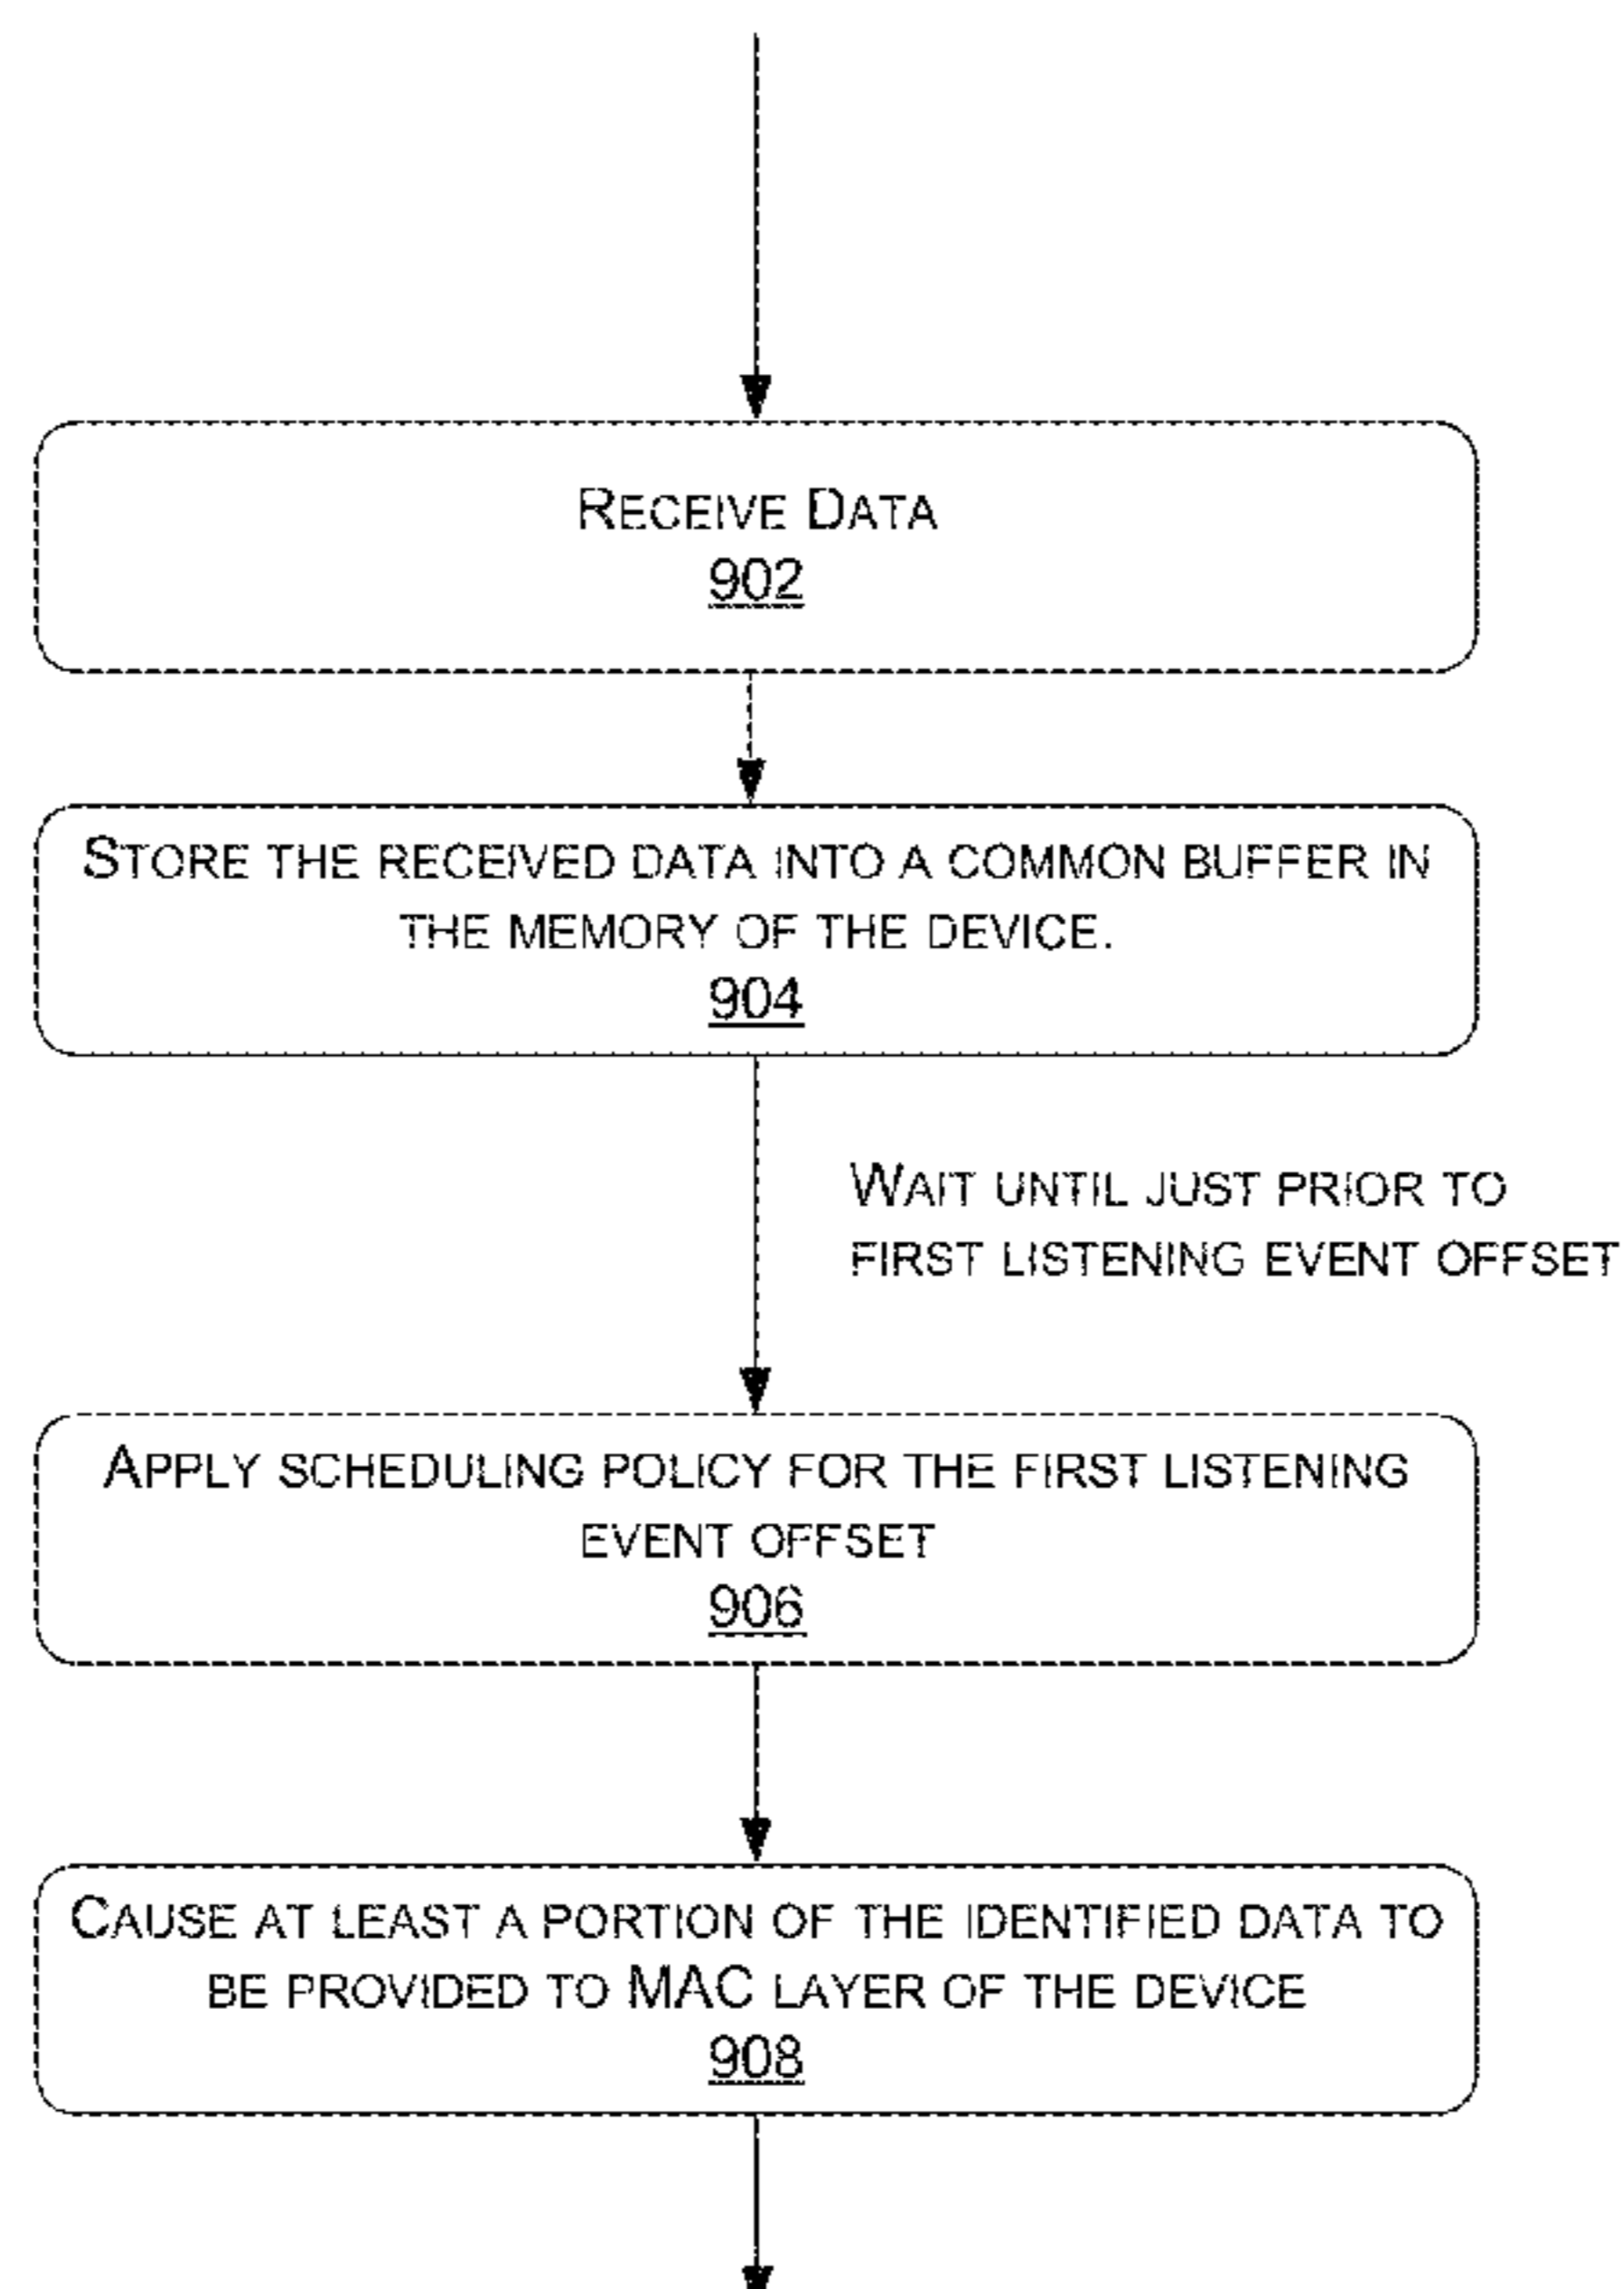 RECEIVE DATA
902
STORE THE RECEIVED DATA INTO A COMMON BUFFER IN
THE MEMORY OF THE DEVICE.
904
WAIT UNTIL JUST PRIOR TO
FIRST LISTENING EVENT OFFSET
APPLY SCHEDULING POLICY FOR THE FIRST LISTENING
EVENT OFFSET
906
CAUSE AT LEAST A PORTION OF THE IDENTIFIED DATA TO
BE PROVIDED TO MAC LAYER OF THE DEVICE
908